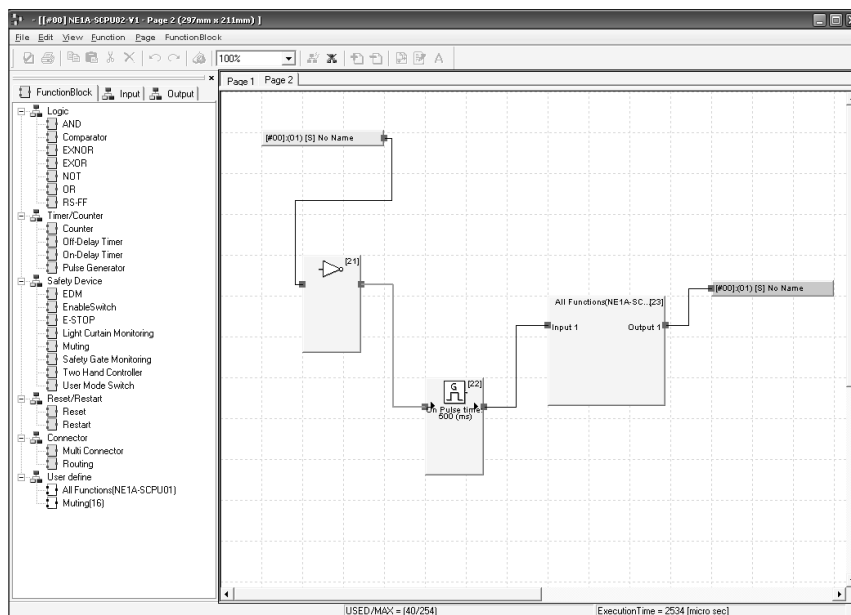 - [[#00] NE1A-SCPU02-V1 - Page 2 (297mm x 211mm) ]
File Edit View Function Page FunctionBlock
100%
FunctionBlock Input Output
Page 1 Page 2
Logic
AND
Comparator
EXNOR
EXOR
NOT
OR
RS-FF
Timer/Counter
Counter
Off-Delay Timer
On-Delay Timer
Pulse Generator
Safety Device
EDM
EnableSwitch
E-STOP
Light Curtain Monitoring
Muting
Safety Gate Monitoring
Two Hand Controller
User Mode Switch
Reset/Restart
Reset
Restart
Connector
Multi Connector
Routing
User define
All Functions(NE1A-SCPU01)
Muting(16)
[#00]:(01) [S] No Name
[21]
[22]
G
On Pulse time
500 (ms)
All Functions(NE1A-SC...[23]
Input 1 Output 1
[#00]:(01) [S] No Name
USED/MAX = (40/254) ExecutionTime = 2534 [micro sec]